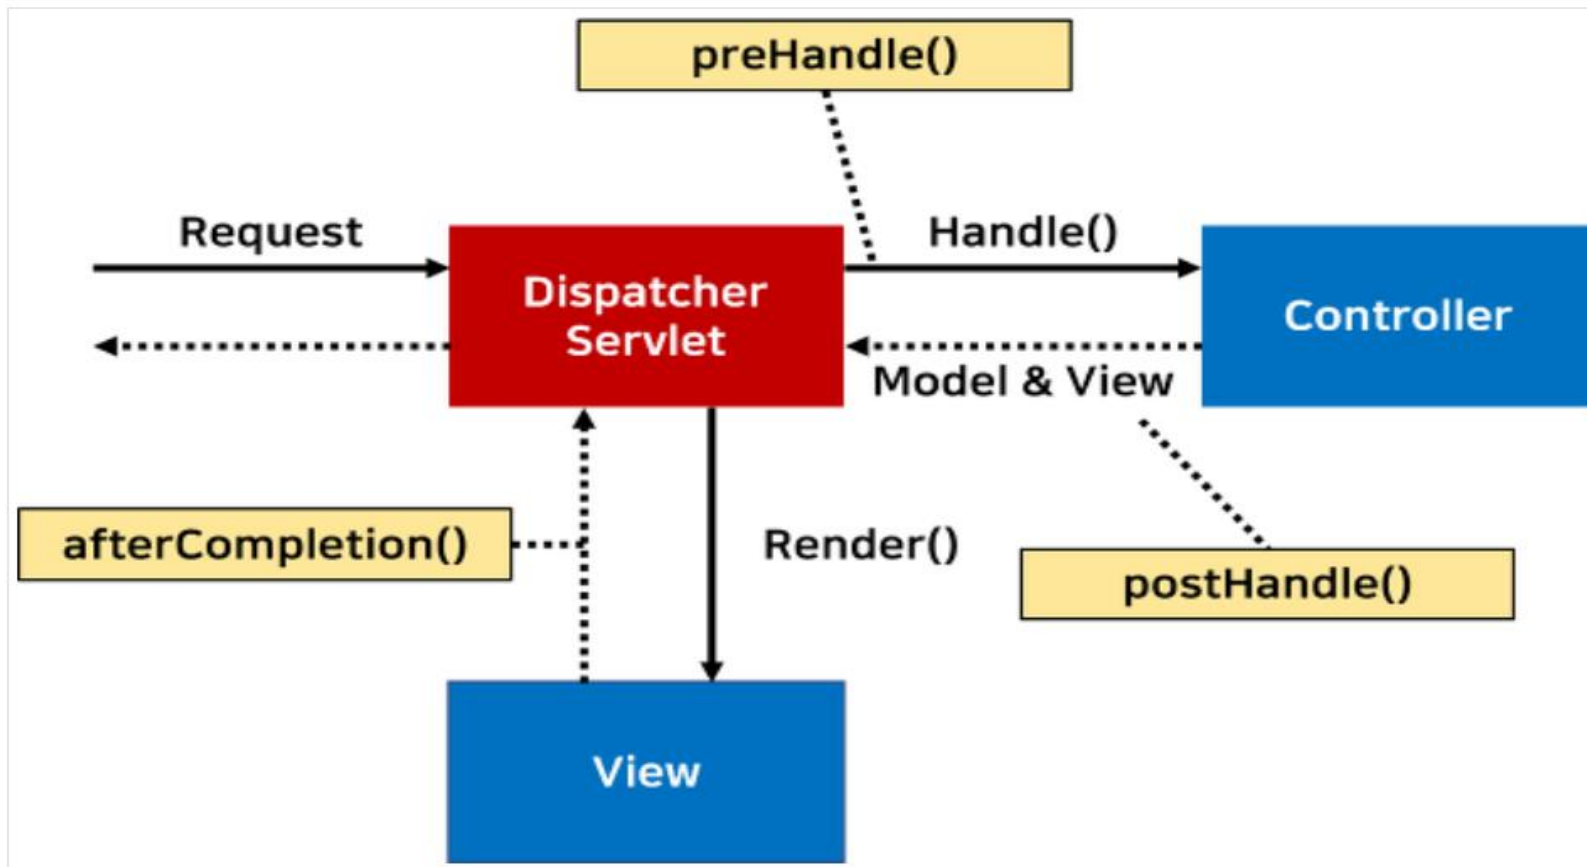 preHandle()
Request
Handle()
Dispatcher
Servlet
Controller
Model & View
afterCompletion()
Render()
postHandle()
View